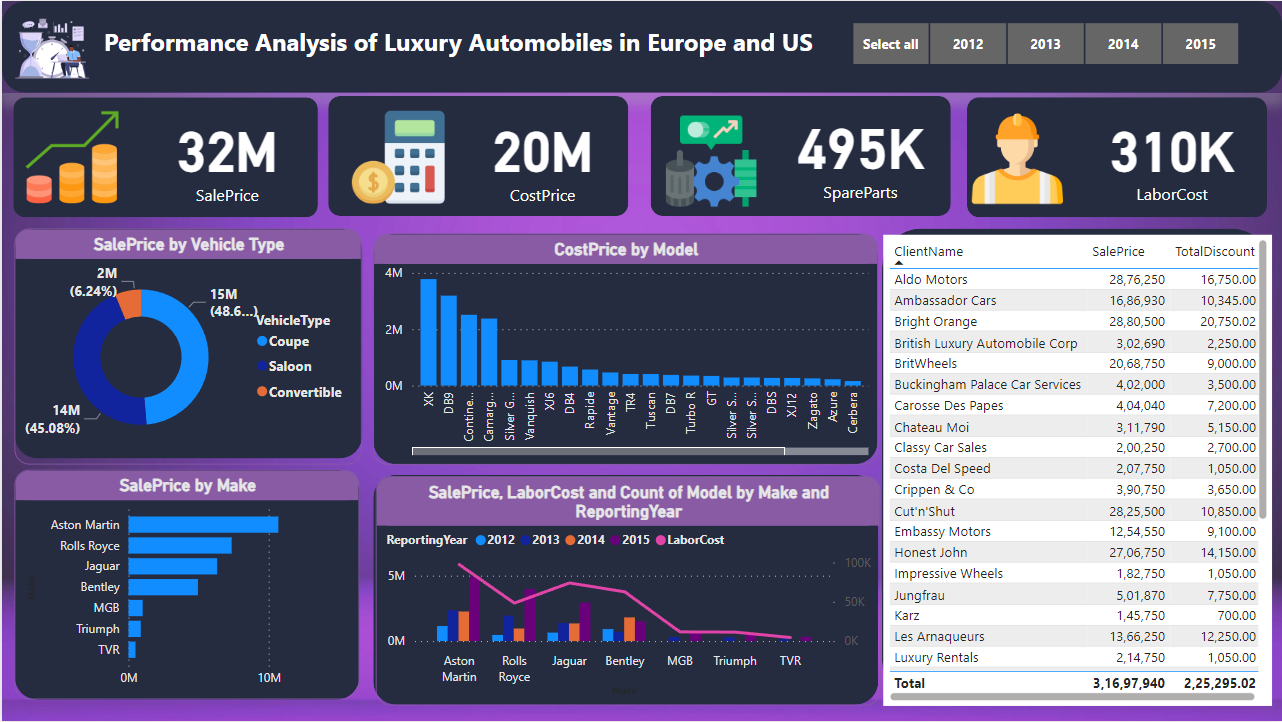 Performance Analysis of Luxury Automobiles in Europe and US
Select all
2012
2013
2014
2015
32M
SalePrice
20M
CostPrice
495K
SpareParts
310K
LaborCost
SalePrice by Vehicle Type
2M
(6.24%)
15M
(48.6...)
14M
(45.08%)
VehicleType
Coupe
Saloon
Convertible
CostPrice by Model
4M
2M
0M
XK
DB9
Contine...
Camarg...
Silver G...
Vanquish
XJ6
DB4
Rapide
Vantage
TR4
Tuscan
DB7
Turbo R
GT
Silver S...
Silver S...
DBS
XJ12
Zagato
Azure
Cerbera
SalePrice by Make
Aston Martin
Rolls Royce
Jaguar
Bentley
MGB
Triumph
TVR
0M
10M
SalePrice, LaborCost and Count of Model by Make and
ReportingYear
ReportingYear 2012 2013 2014 2015 LaborCost
5M
0M
100K
50K
0K
Aston
Martin
Rolls
Royce
Jaguar
Bentley
MGB
Triumph
TVR
ClientName SalePrice TotalDiscount
Aldo Motors 28,76,250 16,750.00
Ambassador Cars 16,86,930 10,345.00
Bright Orange 28,80,500 20,750.02
British Luxury Automobile Corp 3,02,690 2,250.00
BritWheels 20,68,750 9,000.00
Buckingham Palace Car Services 4,02,000 3,500.00
Carosse Des Papes 4,04,040 7,200.00
Chateau Moi 3,11,790 5,150.00
Classy Car Sales 2,00,250 2,700.00
Costa Del Speed 2,07,750 1,050.00
Crippen & Co 3,90,750 3,650.00
Cut'n'Shut 28,25,500 10,850.00
Embassy Motors 12,54,550 9,100.00
Honest John 27,06,750 14,150.00
Impressive Wheels 1,82,750 1,050.00
Jungfrau 5,01,870 7,750.00
Karz 1,45,750 700.00
Les Arnaqueurs 13,66,250 12,250.00
Luxury Rentals 2,14,750 1,050.00
Total 3,16,97,940 2,25,295.02